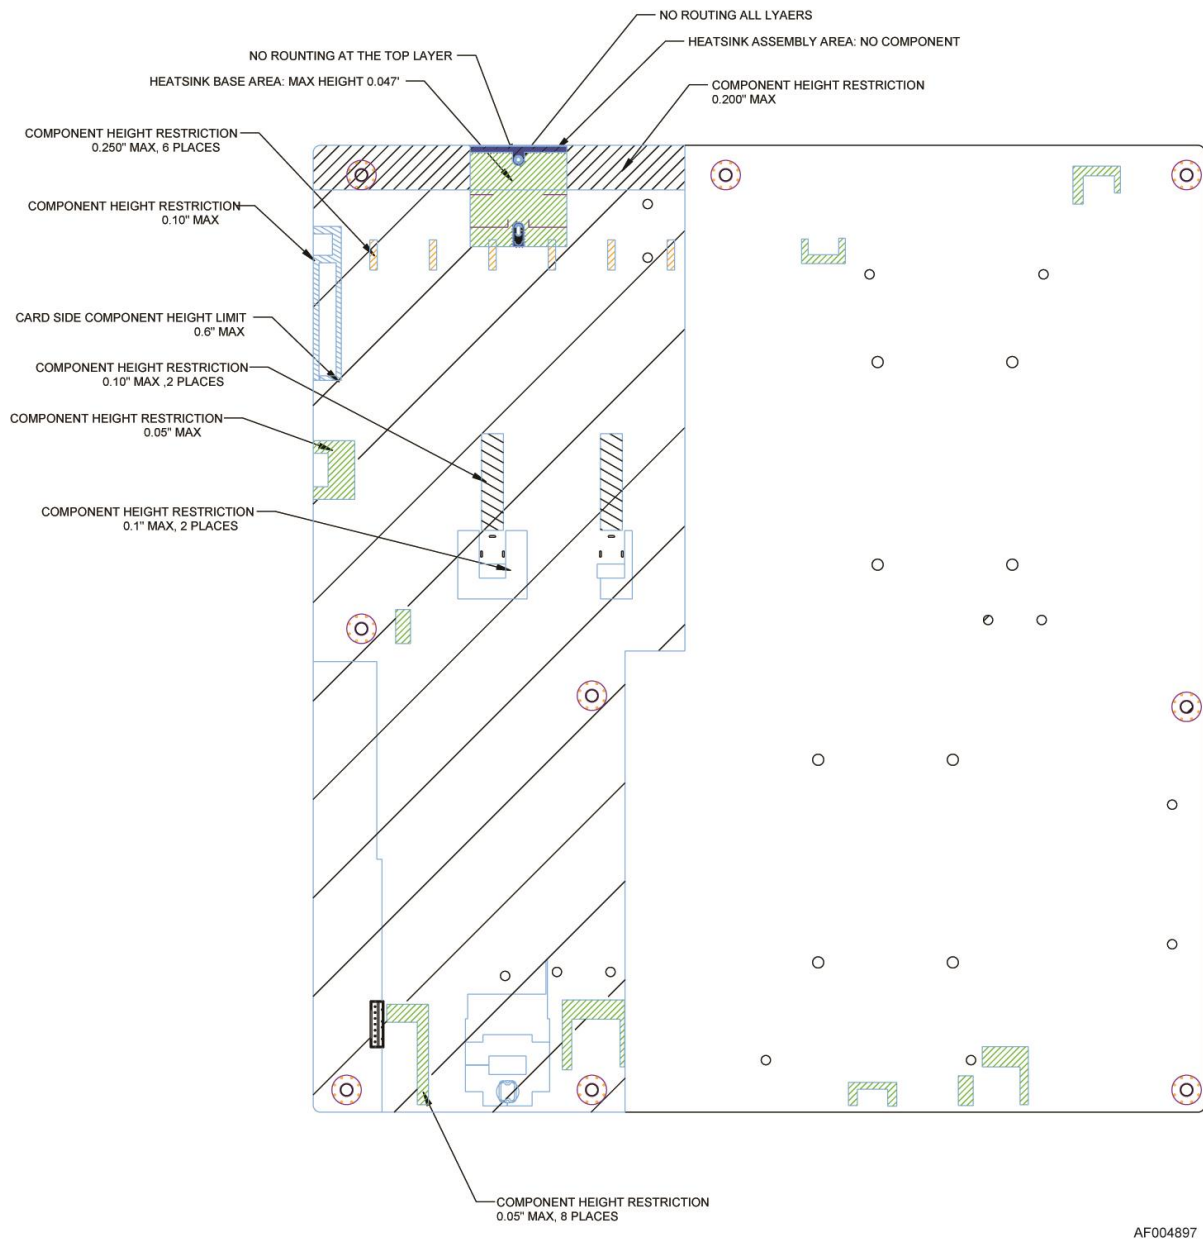 NO ROUTING ALL LYAERS
HEATSINK ASSEMBLY AREA: NO COMPONENT
NO ROUNTING AT THE TOP LAYER
HEATSINK BASE AREA: MAX HEIGHT 0.047'
COMPONENT HEIGHT RESTRICTION
0.200" MAX
COMPONENT HEIGHT RESTRICTION
0.250" MAX, 6 PLACES
COMPONENT HEIGHT RESTRICTION
0.10" MAX
CARD SIDE COMPONENT HEIGHT LIMIT
0.6" MAX
COMPONENT HEIGHT RESTRICTION
0.10" MAX ,2 PLACES
COMPONENT HEIGHT RESTRICTION
0.05" MAX
COMPONENT HEIGHT RESTRICTION
0.1" MAX, 2 PLACES
COMPONENT HEIGHT RESTRICTION
0.05" MAX, 8 PLACES
AF004897